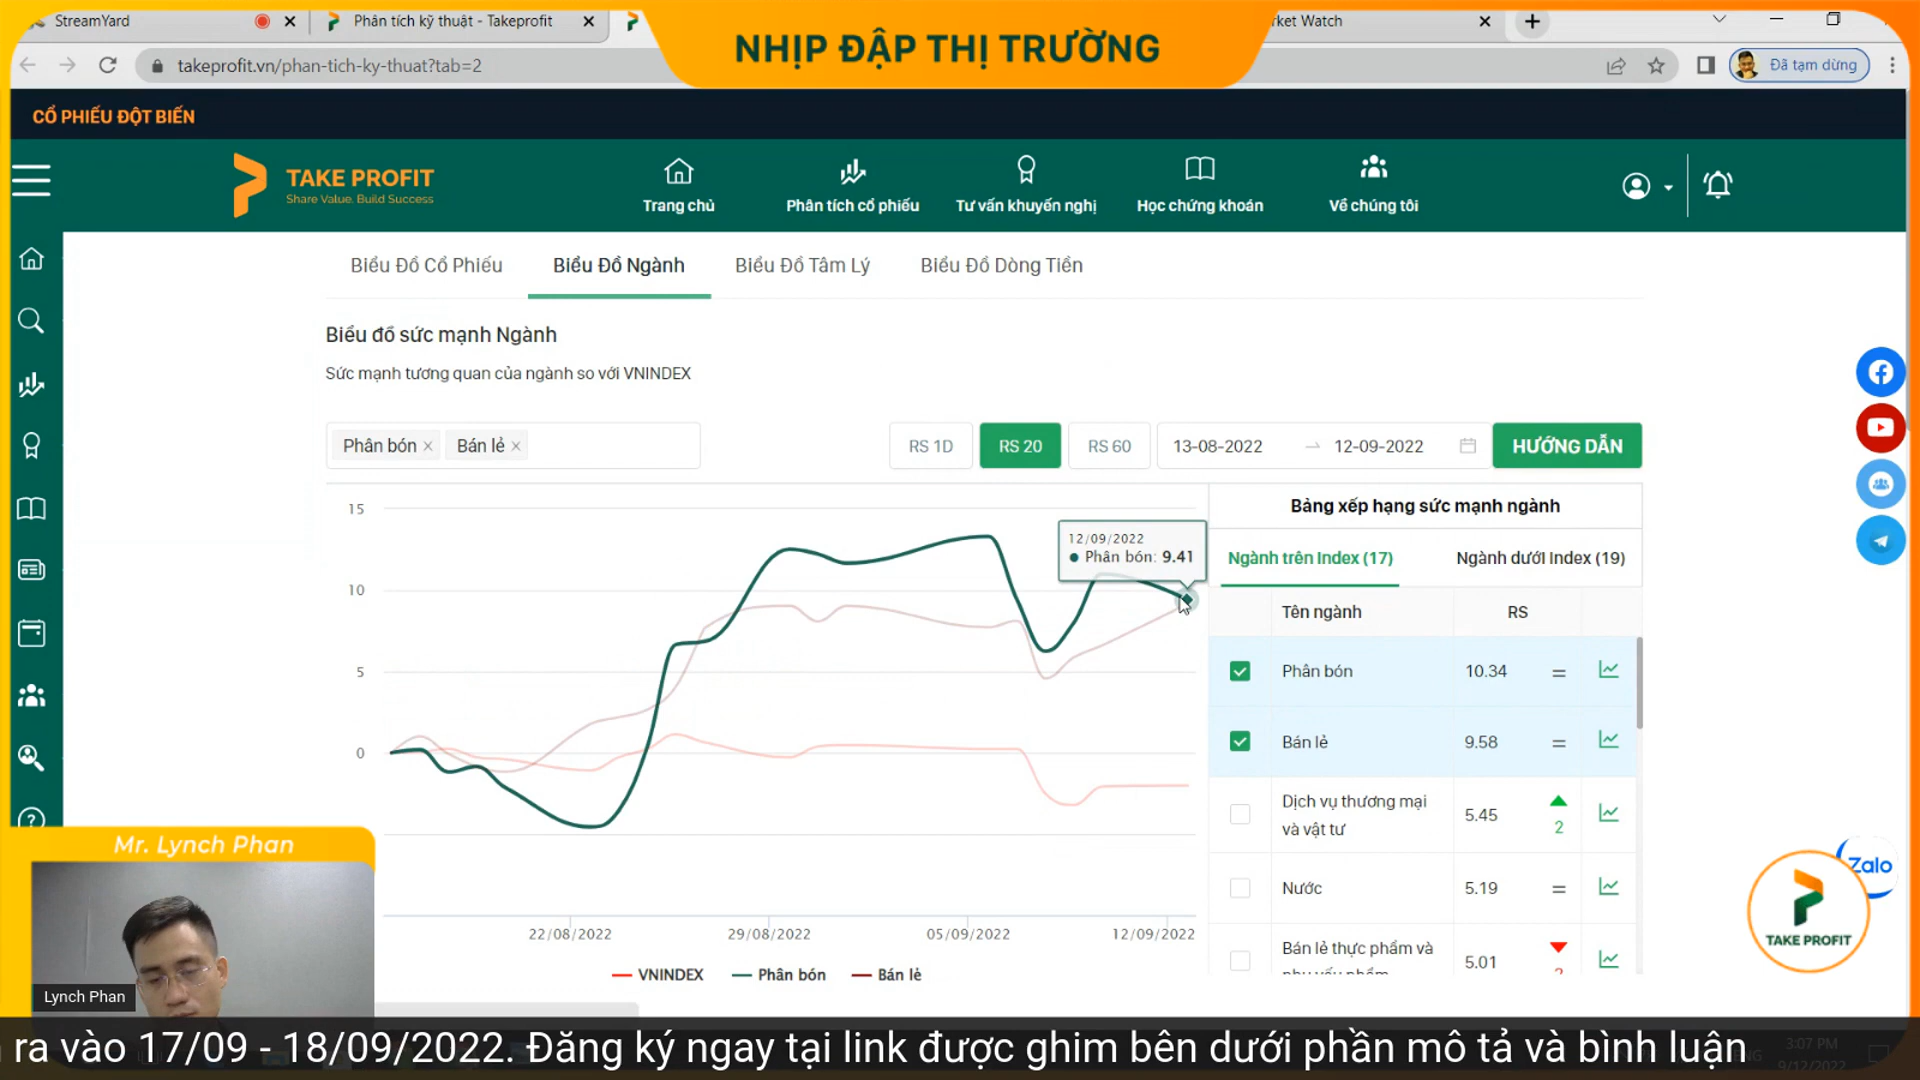 StreamYard
Phân tích kỹ thuật - Takeprofit
rket Watch
NHỊP ĐẬP THỊ TRƯỜNG
takeprofit.vn/phan-tich-ky-thuat?tab=2
Đã tạm dừng
CỔ PHIẾU ĐỘT BIẾN
TAKE PROFIT
Share Value. Build Success
Trang chủ
Phân tích cổ phiếu
Tư vấn khuyến nghị
Học chứng khoán
Về chúng tôi
Biểu Đồ Cổ Phiếu
Biểu Đồ Ngành
Biểu Đồ Tâm Lý
Biểu Đồ Dòng Tiền
Biểu đồ sức mạnh Ngành
Sức mạnh tương quan của ngành so với VNINDEX
Phân bón ×
Bán lẻ ×
RS 1D
RS 20
RS 60
13-08-2022 → 12-09-2022
HƯỚNG DẪN
15
10
5
0
12/09/2022
Phân bón: 9.41
22/08/2022
29/08/2022
05/09/2022
12/09/2022
VNINDEX
Phân bón
Bán lẻ
Bảng xếp hạng sức mạnh ngành
Ngành trên Index (17)
Ngành dưới Index (19)
Tên ngành RS
Phân bón 10.34 =
Bán lẻ 9.58 =
Dịch vụ thương mại
và vật tư 5.45 2
Nước 5.19 =
Bán lẻ thực phẩm và
5.01
Zalo
TAKE PROFIT
Mr. Lynch Phan
Lynch Phan
ra vào 17/09 - 18/09/2022. Đăng ký ngay tại link được ghim bên dưới phần mô tả và bình luận
3:07 PM
9/12/2022